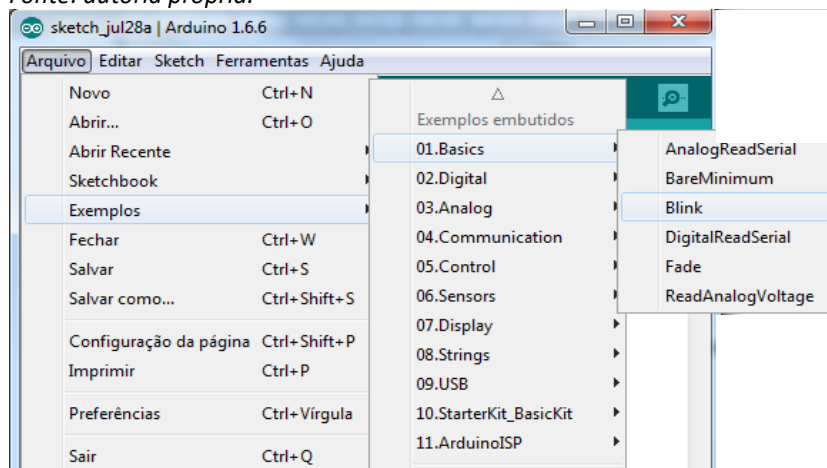 Fonte: autoria própria.
sketch_jul28a | Arduino 1.6.6
Arquivo Editar Sketch Ferramentas Ajuda
Novo Ctrl+N
Abrir... Ctrl+O
Abrir Recente
Sketchbook
Exemplos
Fechar Ctrl+W
Salvar Ctrl+S
Salvar como... Ctrl+Shift+S
Configuração da página Ctrl+Shift+P
Imprimir Ctrl+P
Preferências Ctrl+Vírgula
Sair Ctrl+Q
Exemplos embutidos
01.Basics
02.Digital
03.Analog
04.Communication
05.Control
06.Sensors
07.Display
08.Strings
09.USB
10.StarterKit_BasicKit
11.ArduinoISP
AnalogReadSerial
BareMinimum
Blink
DigitalReadSerial
Fade
ReadAnalogVoltage